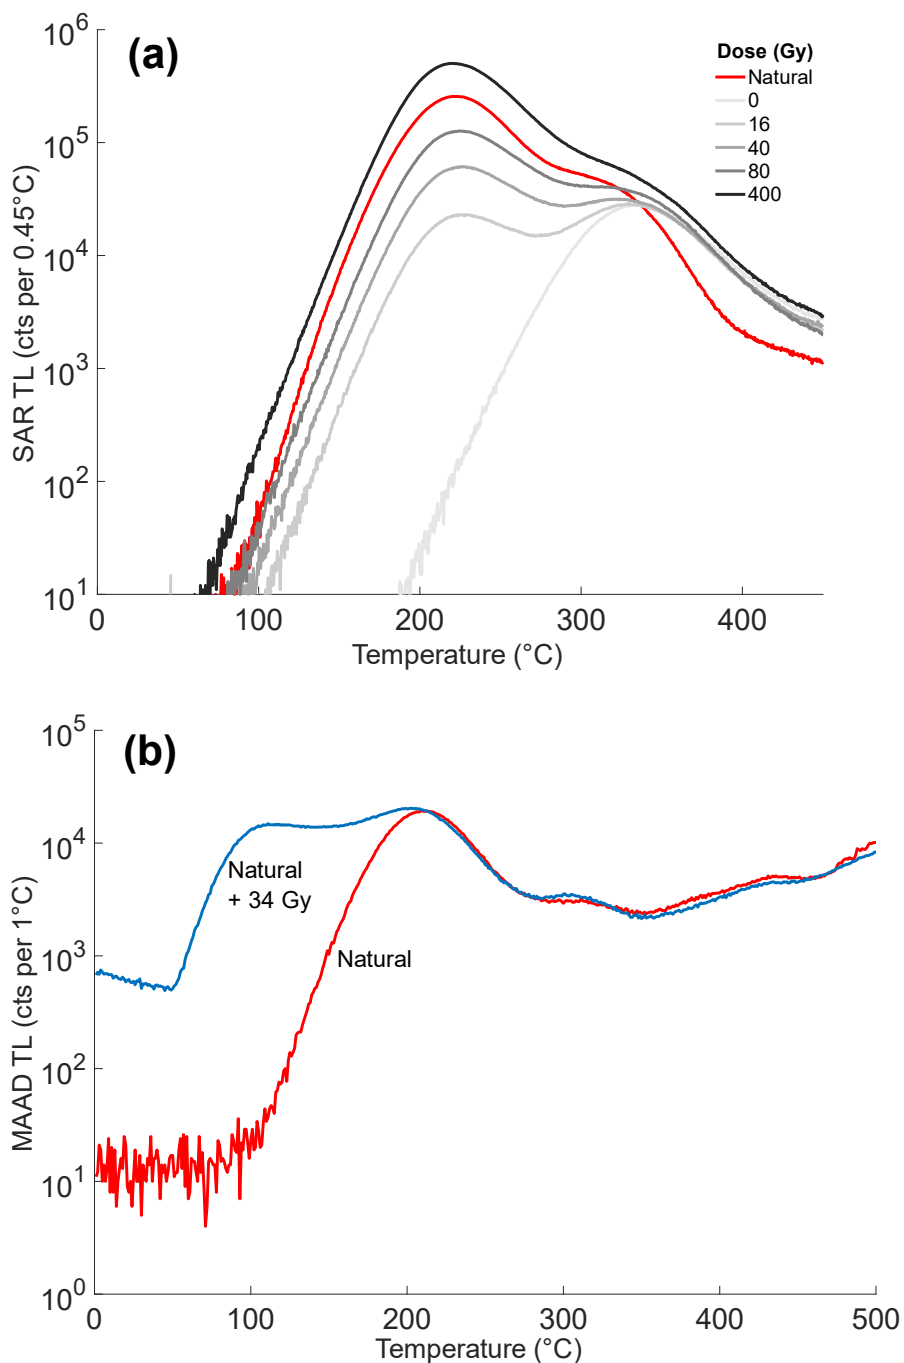 (a)
SAR TL (cts per 0.45°C)
10^6
10^5
10^4
10^3
10^2
10^1
Dose (Gy)
Natural
0
16
40
80
400
0 100 200 300 400
Temperature (°C)
(b)
MAAD TL (cts per 1°C)
10^5
10^4
10^3
10^2
10^1
10^0
Natural
+ 34 Gy
Natural
0 100 200 300 400 500
Temperature (°C)